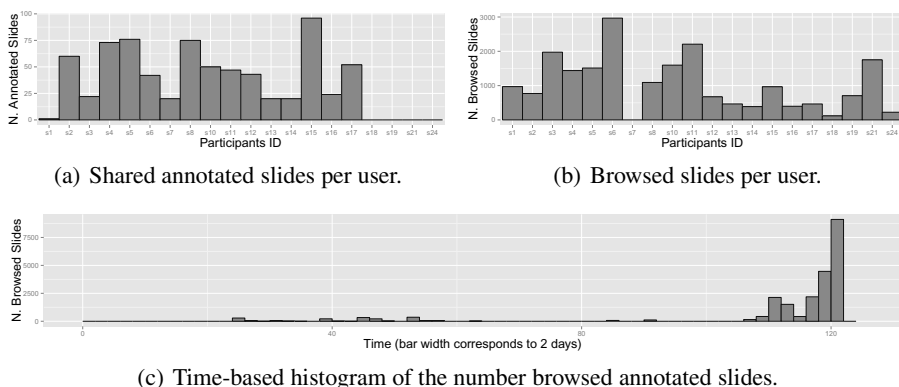 N. Annotated Slides
100
75
50
25
0
s1 s2 s3 s4 s5 s6 s7 s8 s10 s11 s12 s13 s14 s15 s16 s17 s18 s19 s21 s24
Participants ID
(a) Shared annotated slides per user.
N. Browsed Slides
3000
2000
1000
0
s1 s2 s3 s4 s5 s6 s7 s8 s10 s11 s12 s13 s14 s15 s16 s17 s18 s19 s21 s24
Participants ID
(b) Browsed slides per user.
N. Browsed Slides
7500
5000
2500
0
0 40 80 120
Time (bar width corresponds to 2 days)
(c) Time-based histogram of the number browsed annotated slides.